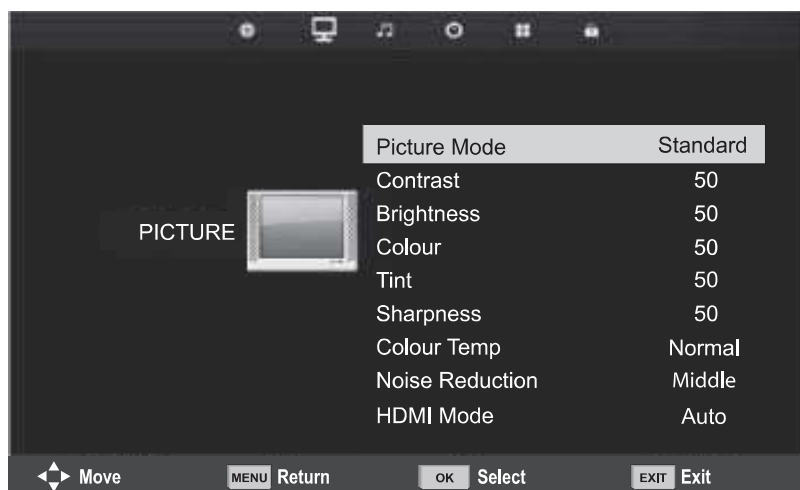 Picture Mode Standard
Contrast 50
Brightness 50
PICTURE
Colour 50
Tint 50
Sharpness 50
Colour Temp Normal
Noise Reduction Middle
HDMI Mode Auto
Move MENU Return OK Select EXIT Exit